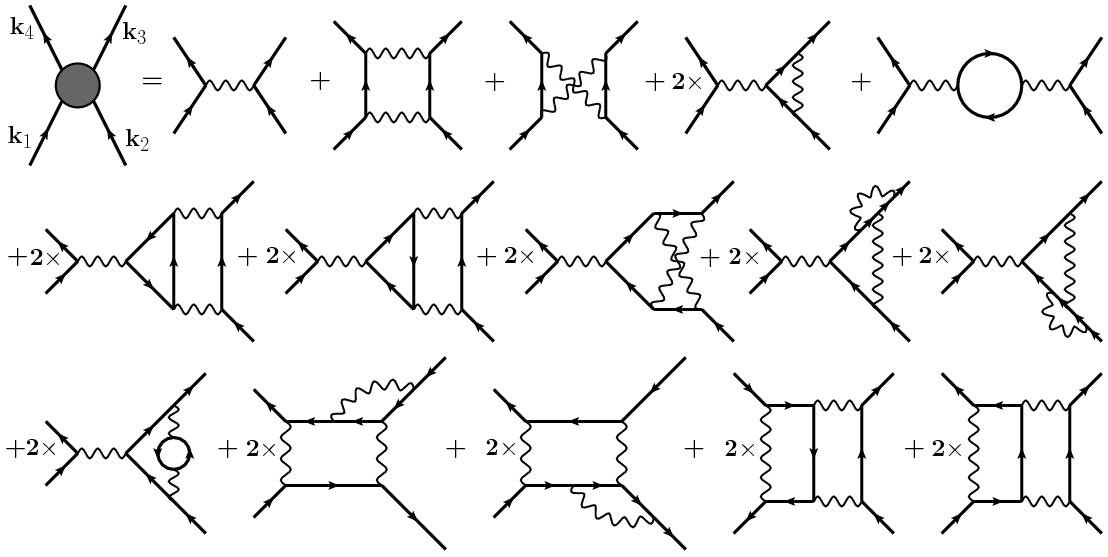 k₄ k₃
= + + + 2× +
k₁ k₂
+2× + 2× + 2× + 2× + 2×
+2× + 2× + 2× + 2× + 2×